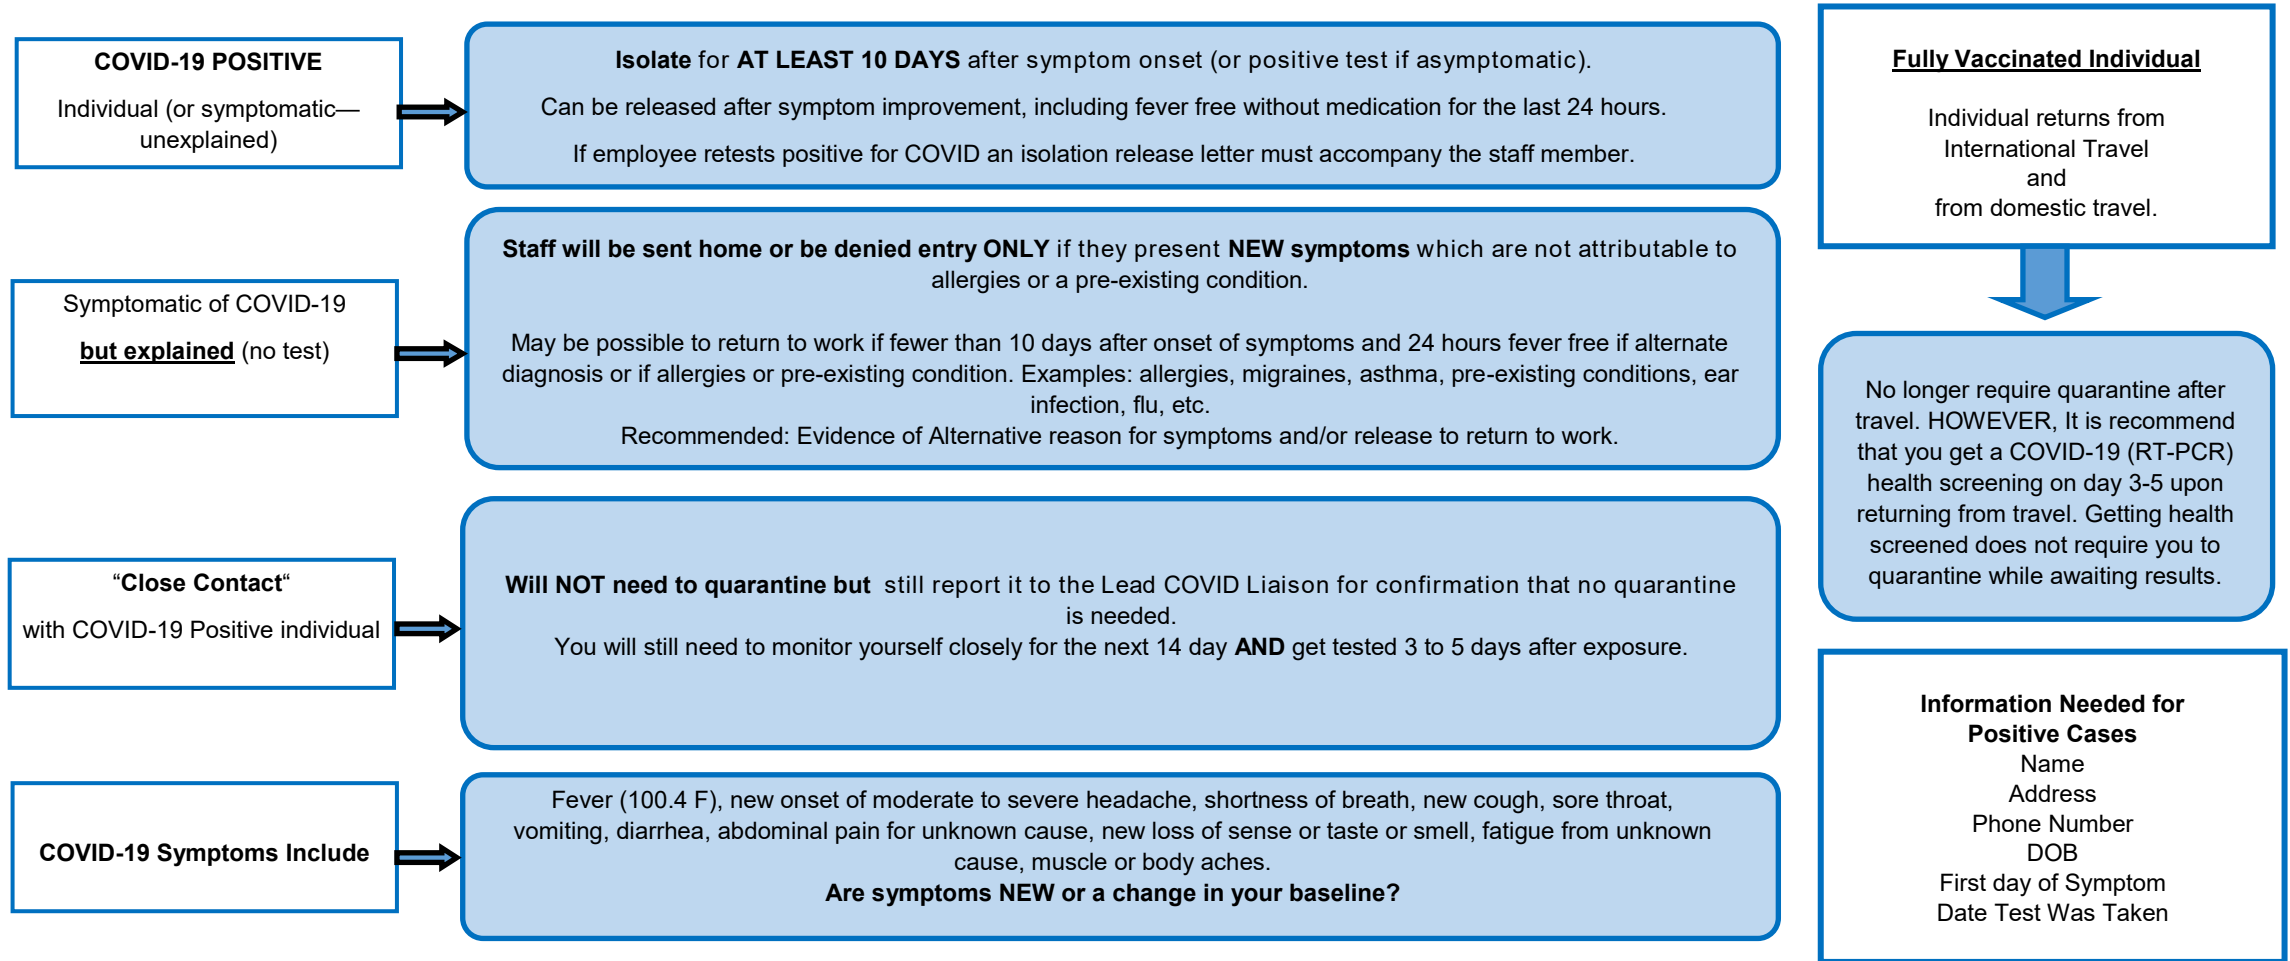 COVID-19 POSITIVE
Individual (or symptomatic—
unexplained)
Isolate for AT LEAST 10 DAYS after symptom onset (or positive test if asymptomatic).
Can be released after symptom improvement, including fever free without medication for the last 24 hours.
If employee retests positive for COVID an isolation release letter must accompany the staff member.
Symptomatic of COVID-19
but explained (no test)
Staff will be sent home or be denied entry ONLY if they present NEW symptoms which are not attributable to
allergies or a pre-existing condition.
May be possible to return to work if fewer than 10 days after onset of symptoms and 24 hours fever free if alternate
diagnosis or if allergies or pre-existing condition. Examples: allergies, migraines, asthma, pre-existing conditions, ear
infection, flu, etc.
Recommended: Evidence of Alternative reason for symptoms and/or release to return to work.
“Close Contact“
with COVID-19 Positive individual
Will NOT need to quarantine but still report it to the Lead COVID Liaison for confirmation that no quarantine
is needed.
You will still need to monitor yourself closely for the next 14 day AND get tested 3 to 5 days after exposure.
COVID-19 Symptoms Include
Fever (100.4 F), new onset of moderate to severe headache, shortness of breath, new cough, sore throat,
vomiting, diarrhea, abdominal pain for unknown cause, new loss of sense or taste or smell, fatigue from unknown
cause, muscle or body aches.
Are symptoms NEW or a change in your baseline?
Fully Vaccinated Individual
Individual returns from
International Travel
and
from domestic travel.
No longer require quarantine after
travel. HOWEVER, It is recommend
that you get a COVID-19 (RT-PCR)
health screening on day 3-5 upon
returning from travel. Getting health
screened does not require you to
quarantine while awaiting results.
Information Needed for
Positive Cases
Name
Address
Phone Number
DOB
First day of Symptom
Date Test Was Taken